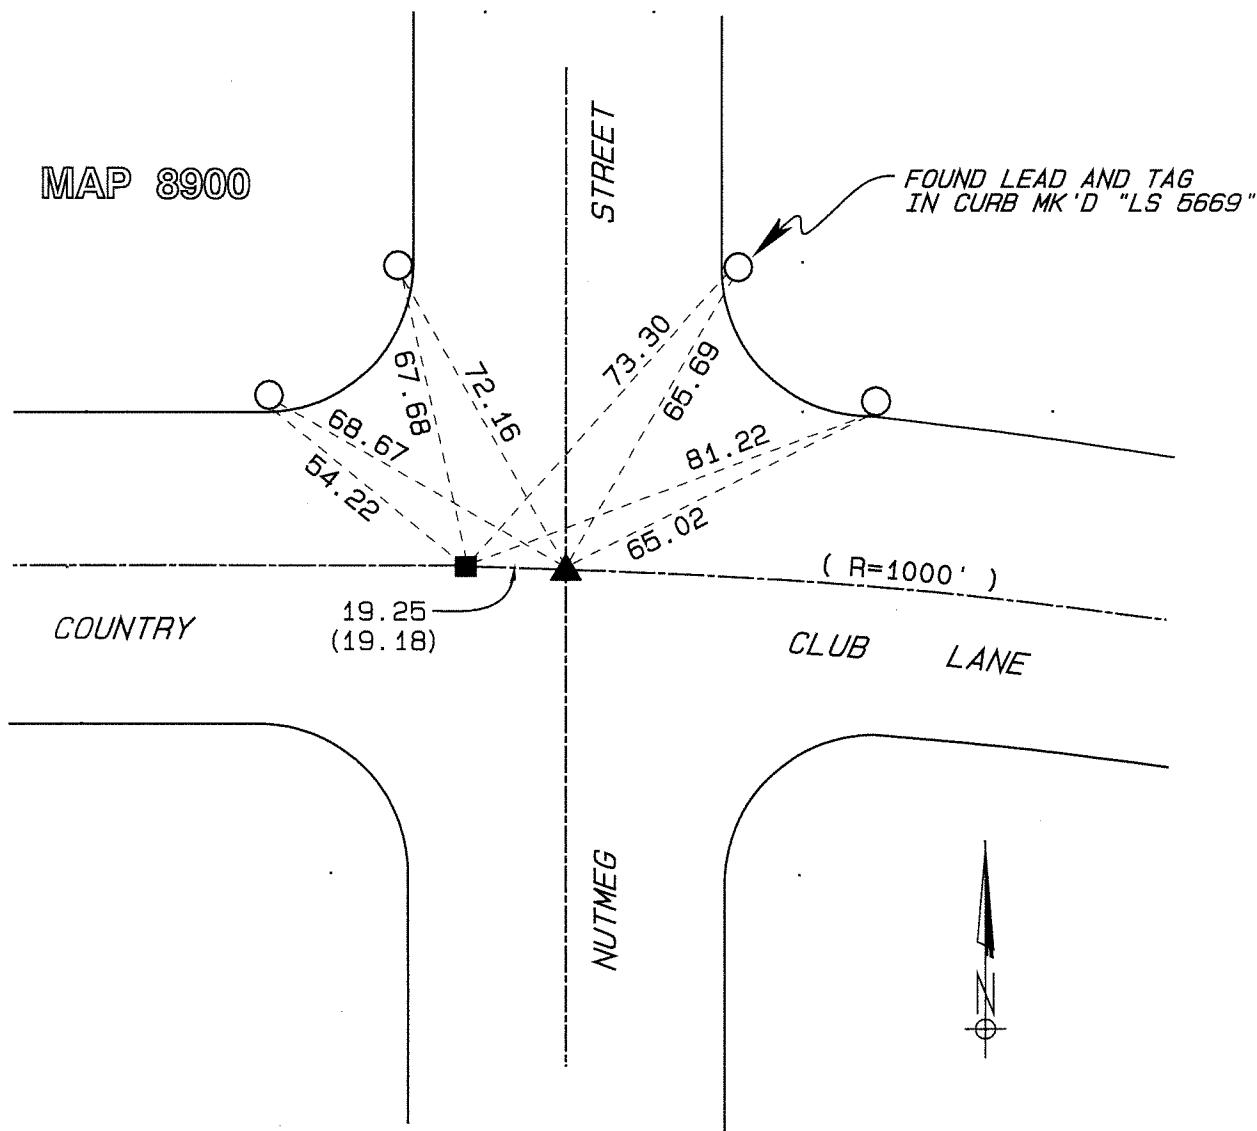 MAP 8900
STREET
FOUND LEAD AND TAG
IN CURB MK'D "LS 5669"
67.68
72.16
73.30
65.69
68.67
54.22
81.22
65.02
( R=1000' )
19.25
(19.18)
COUNTRY
CLUB LANE
NUTMEG
N